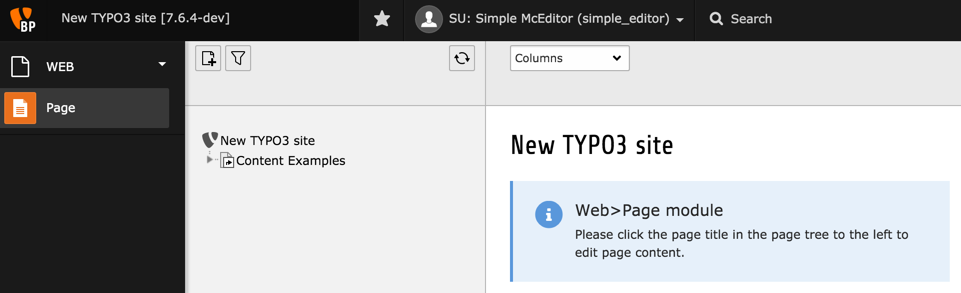 BP
New TYPO3 site [7.6.4-dev]
SU: Simple McEditor (simple_editor)
Search
WEB
Page
Columns
New TYPO3 site
Content Examples
New TYPO3 site
Web>Page module
Please click the page title in the page tree to the left to
edit page content.